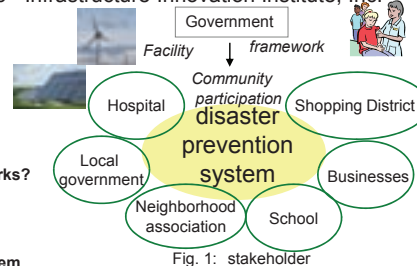 Infrastructure Innovation Institute, Inc.
Government
Facility
framework
Community
participation
Hospital
Shopping District
disaster
prevention
system
Local
government
Businesses
rks?
Neighborhood
association
School
Fig. 1: stakeholder
em